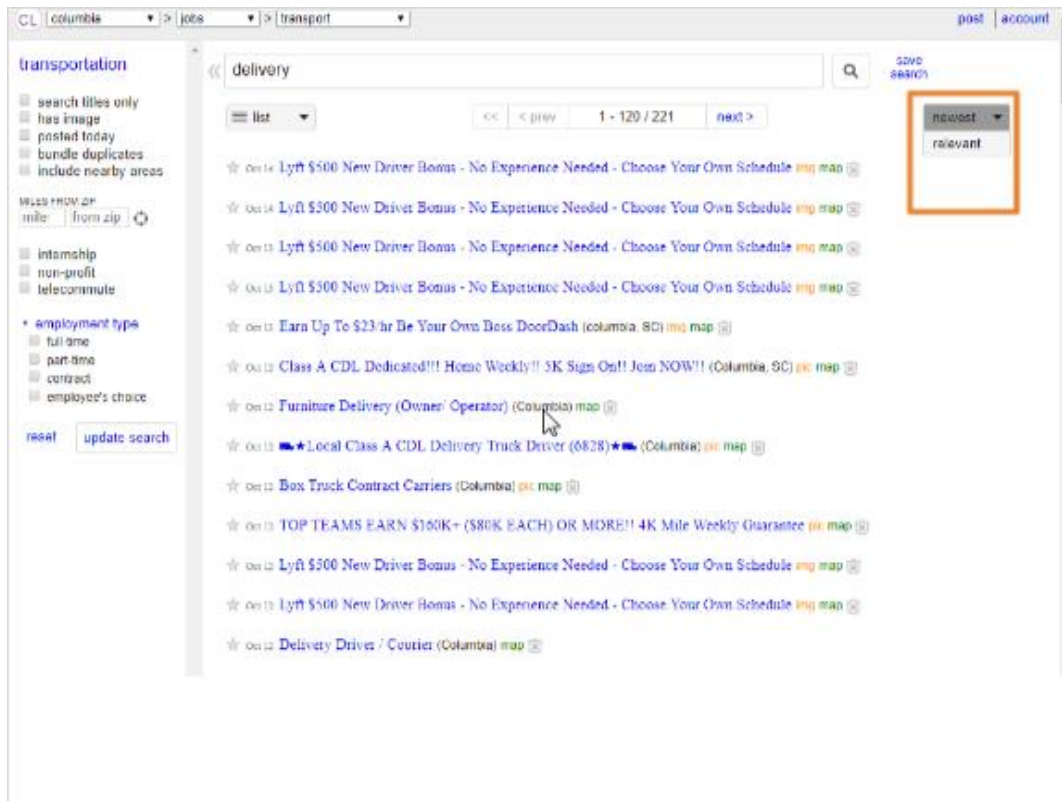 CL columbia > jobs > transport post account
transportation
search titles only
has image
posted today
bundle duplicates
include nearby areas
MILES FROM ZIP
mile from zip
internship
non-profit
telecommute
employment type
full-time
part-time
contract
employee's choice
reset update search
delivery
save
search
list << < prev 1 - 120 / 221 next >
newest
relevant
Oct 14 Lyft $500 New Driver Bonus - No Experience Needed - Choose Your Own Schedule img map
Oct 14 Lyft $500 New Driver Bonus - No Experience Needed - Choose Your Own Schedule img map
Oct 13 Lyft $500 New Driver Bonus - No Experience Needed - Choose Your Own Schedule img map
Oct 13 Lyft $500 New Driver Bonus - No Experience Needed - Choose Your Own Schedule img map
Oct 13 Earn Up To $23/hr Be Your Own Boss DoorDash (columbia, SC) img map
Oct 13 Class A CDL Dedicated!!! Home Weekly!! 5K Sign On!! Join NOW!! (Columbia, SC) pic map
Oct 12 Furniture Delivery (Owner/ Operator) (Columbia) map
Oct 12 ⛟★Local Class A CDL Delivery Truck Driver (6828)★⛟ (Columbia) pic map
Oct 12 Box Truck Contract Carriers (Columbia) pic map
Oct 12 TOP TEAMS EARN $160K+ ($80K EACH) OR MORE!! 4K Mile Weekly Guarantee pic map
Oct 12 Lyft $500 New Driver Bonus - No Experience Needed - Choose Your Own Schedule img map
Oct 12 Lyft $500 New Driver Bonus - No Experience Needed - Choose Your Own Schedule img map
Oct 12 Delivery Driver / Courier (Columbia) map